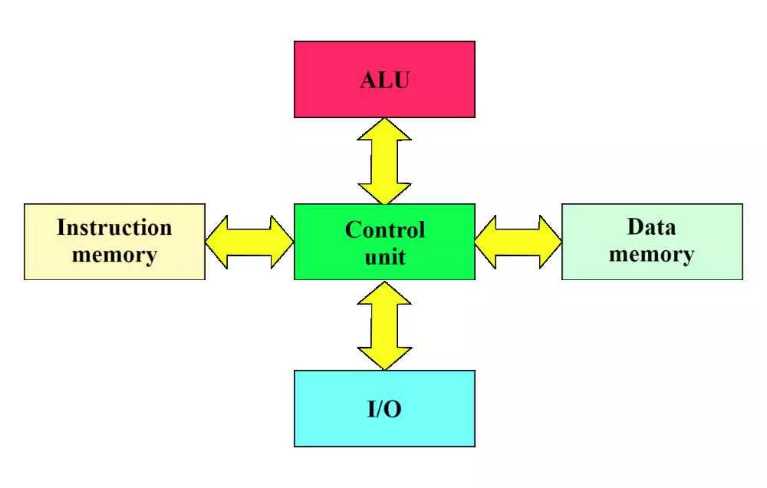 ALU
Instruction
memory
Control
unit
Data
memory
I/O